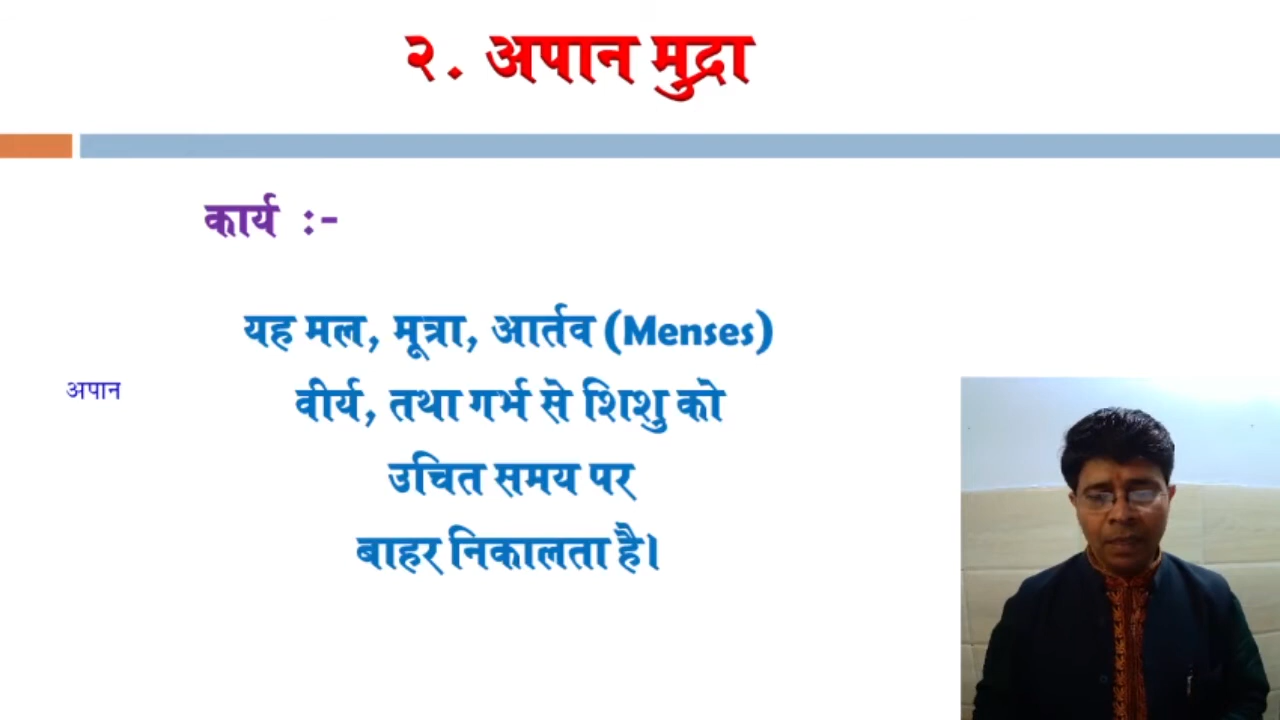 २. अपान मुद्रा
कार्य :-
यह मल, मूत्रा, आर्तव (Menses)
वीर्य, तथा गर्भ से शिशु को
अपान
उचित समय पर
बाहर निकालता है।